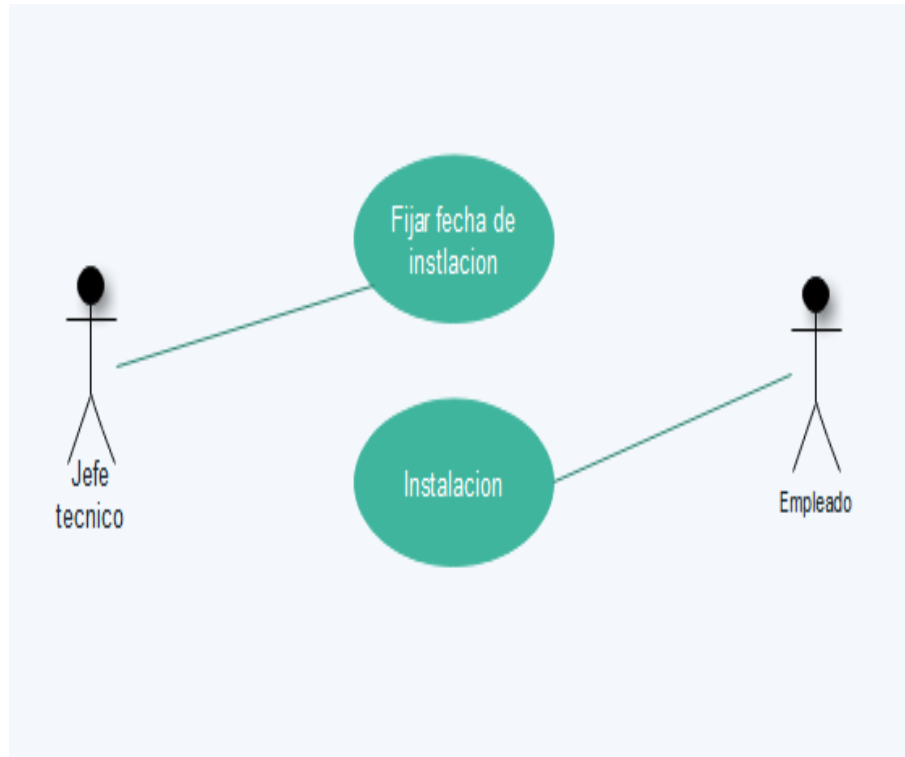 Fijar fecha de
instlacion
Jefe
tecnico
Instalacion
Empleado